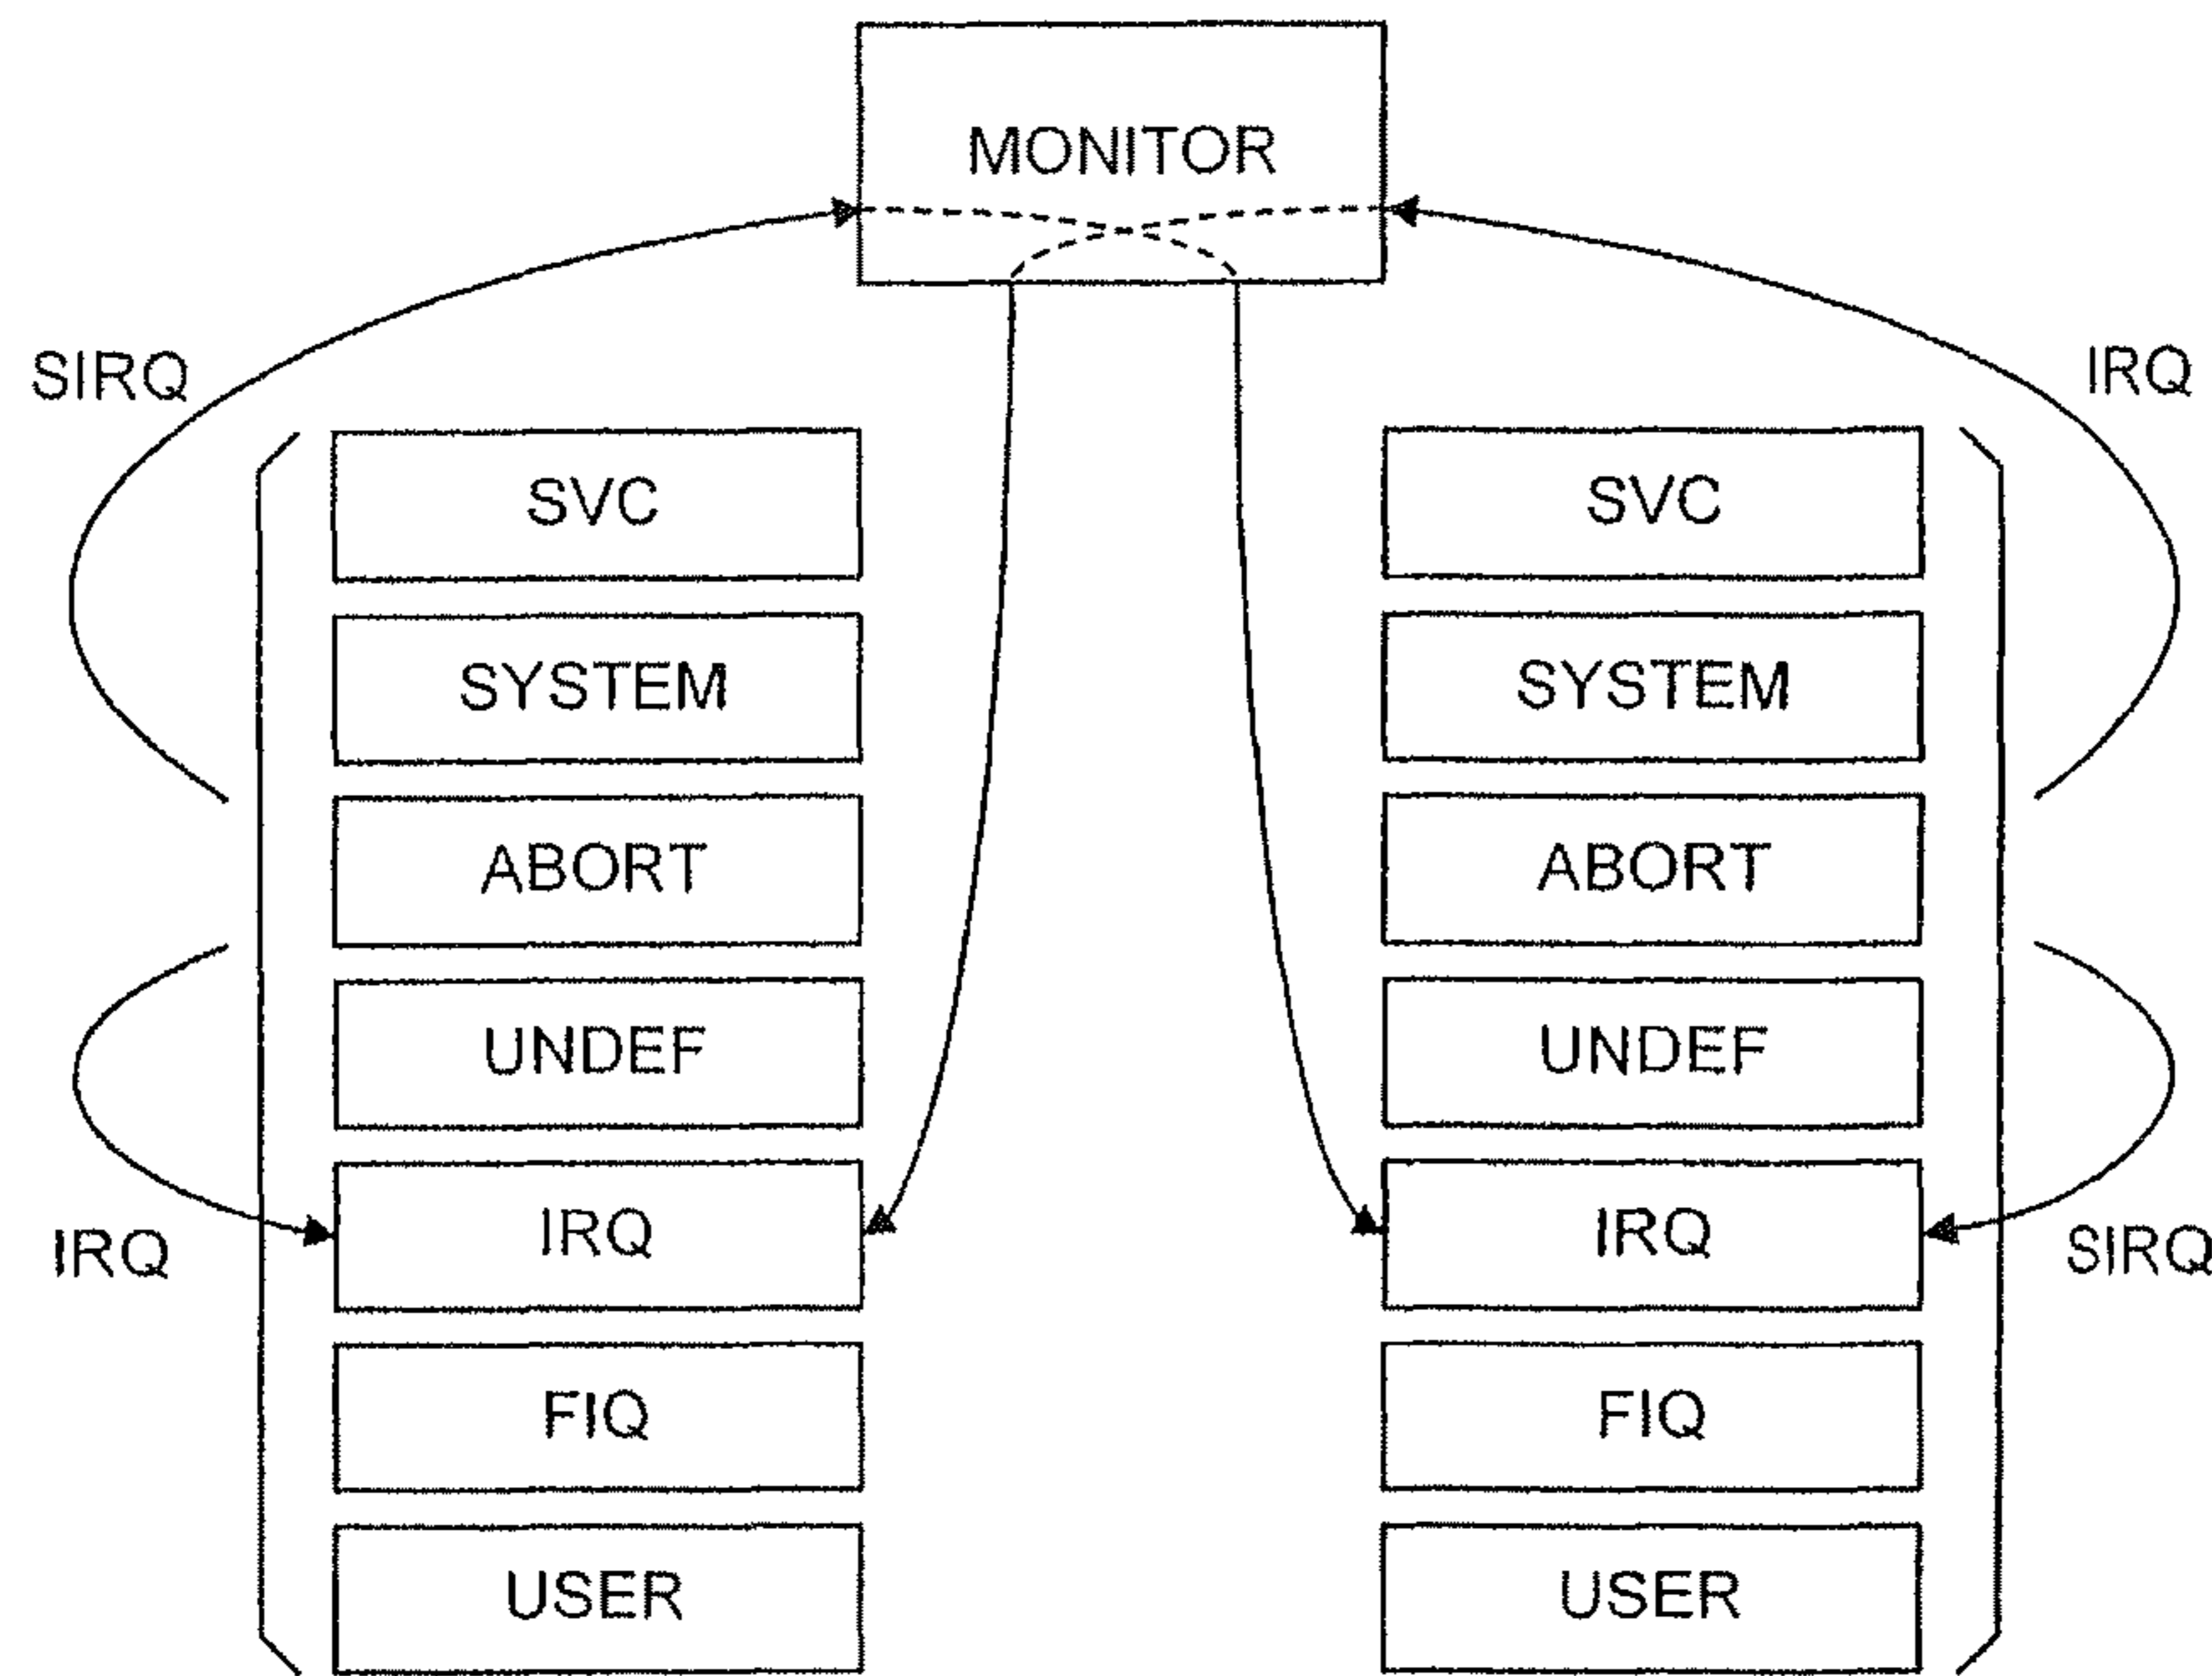 MONITOR
SIRQ
IRQ
SVC
SVC
SYSTEM
SYSTEM
ABORT
ABORT
UNDEF
UNDEF
IRQ
IRQ
IRQ
SIRQ
FIQ
FIQ
USER
USER